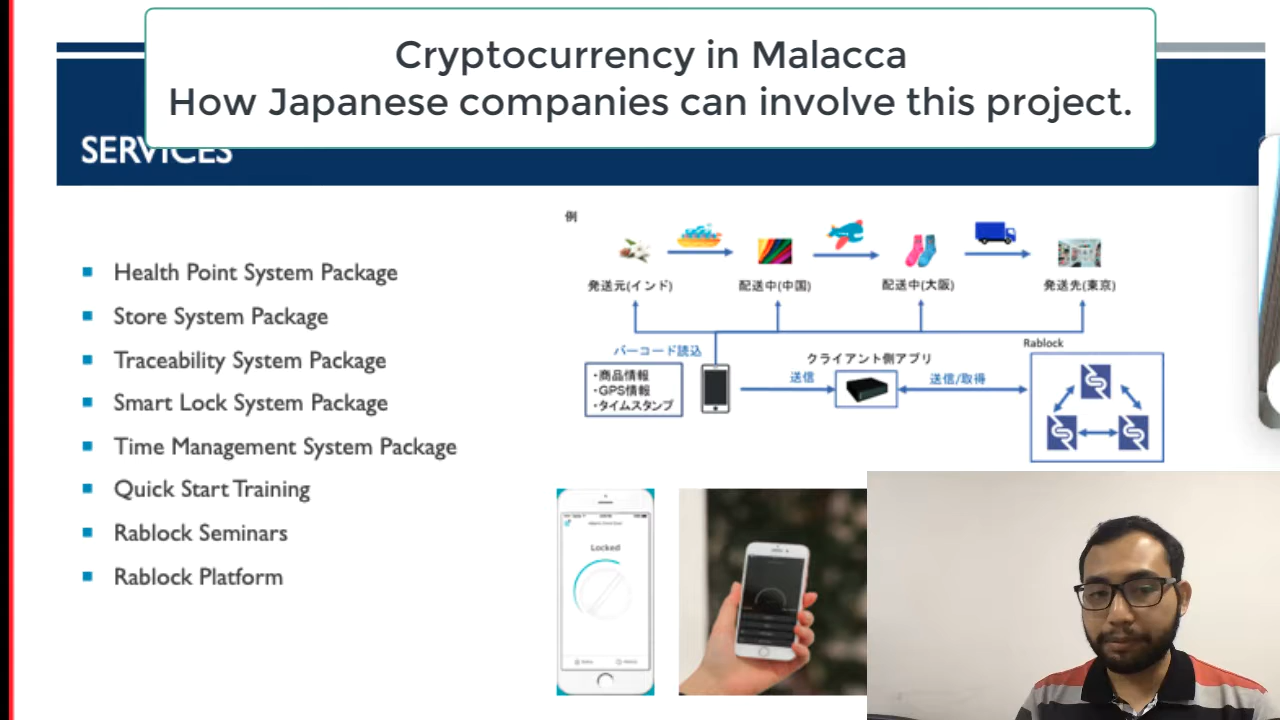 Cryptocurrency in Malacca
How Japanese companies can involve this project.
SERVICES
Health Point System Package
Store System Package
Traceability System Package
Smart Lock System Package
Time Management System Package
Quick Start Training
Rablock Seminars
Rablock Platform
例
発送元(インド)
配送中(中国)
配送中(大阪)
発送先(東京)
バーコード読込
・商品情報
・GPS情報
・タイムスタンプ
送信
クライアント側アプリ
送信/取得
Rablock
Locked